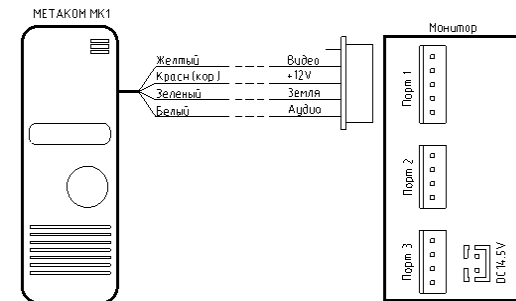 МЕТАКОМ МК1
Монитор
Желтый Видео
Красн(кор.) +12V
Зеленый Земля
Белый Аудио
Порт 1
Порт 2
Порт 3
DC14.5V